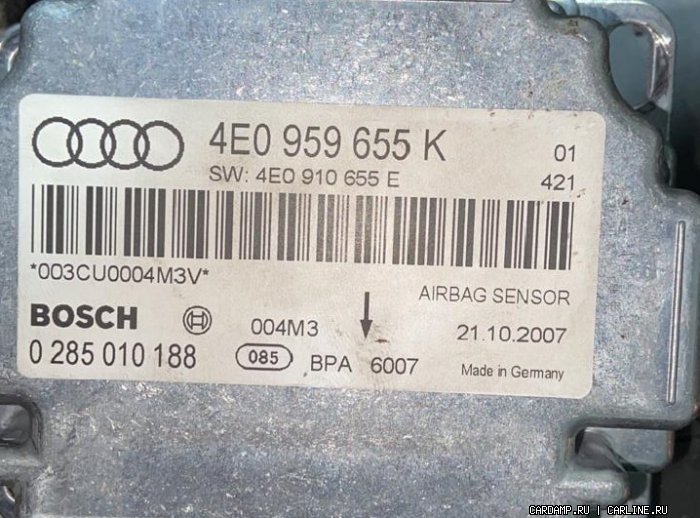 4E0 959 655 K 01
SW: 4E0 910 655 E 421
*003CU0004M3V*
AIRBAG SENSOR
BOSCH 004M3 21.10.2007
0 285 010 188 085 BPA 6007 Made in Germany
CARDAMP.RU | CARLINE.RU